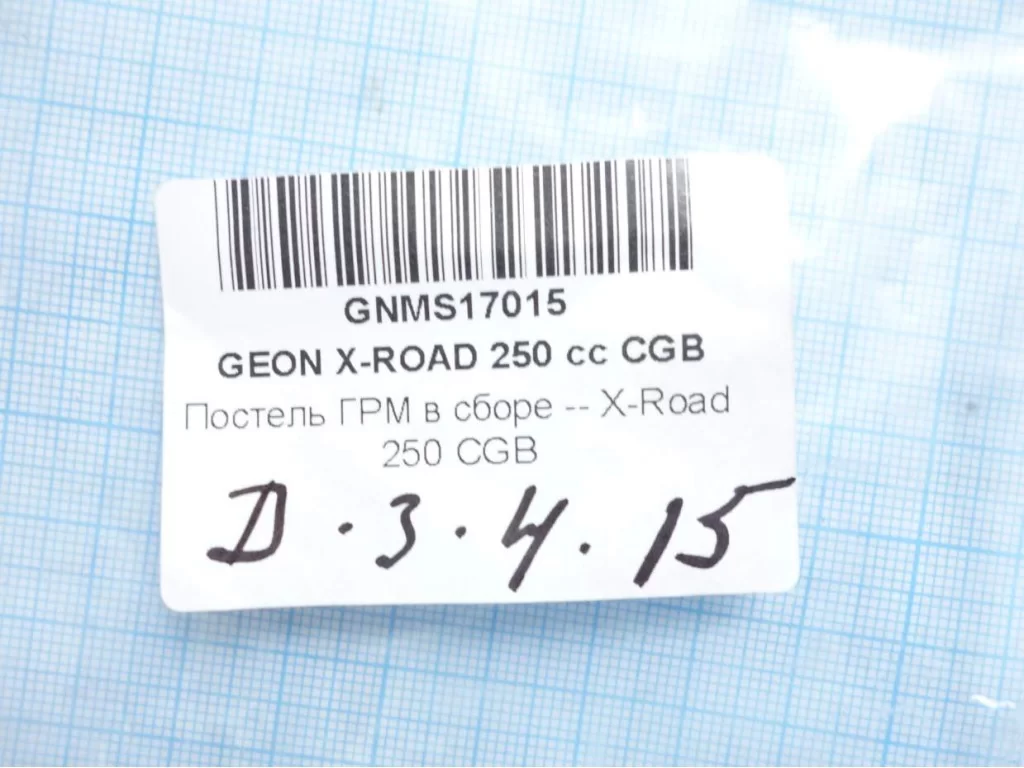 GNMS17015
GEON X-ROAD 250 cc CGB
Постель ГРМ в сборе -- X-Road
250 CGB
D . 3 . 4 . 15